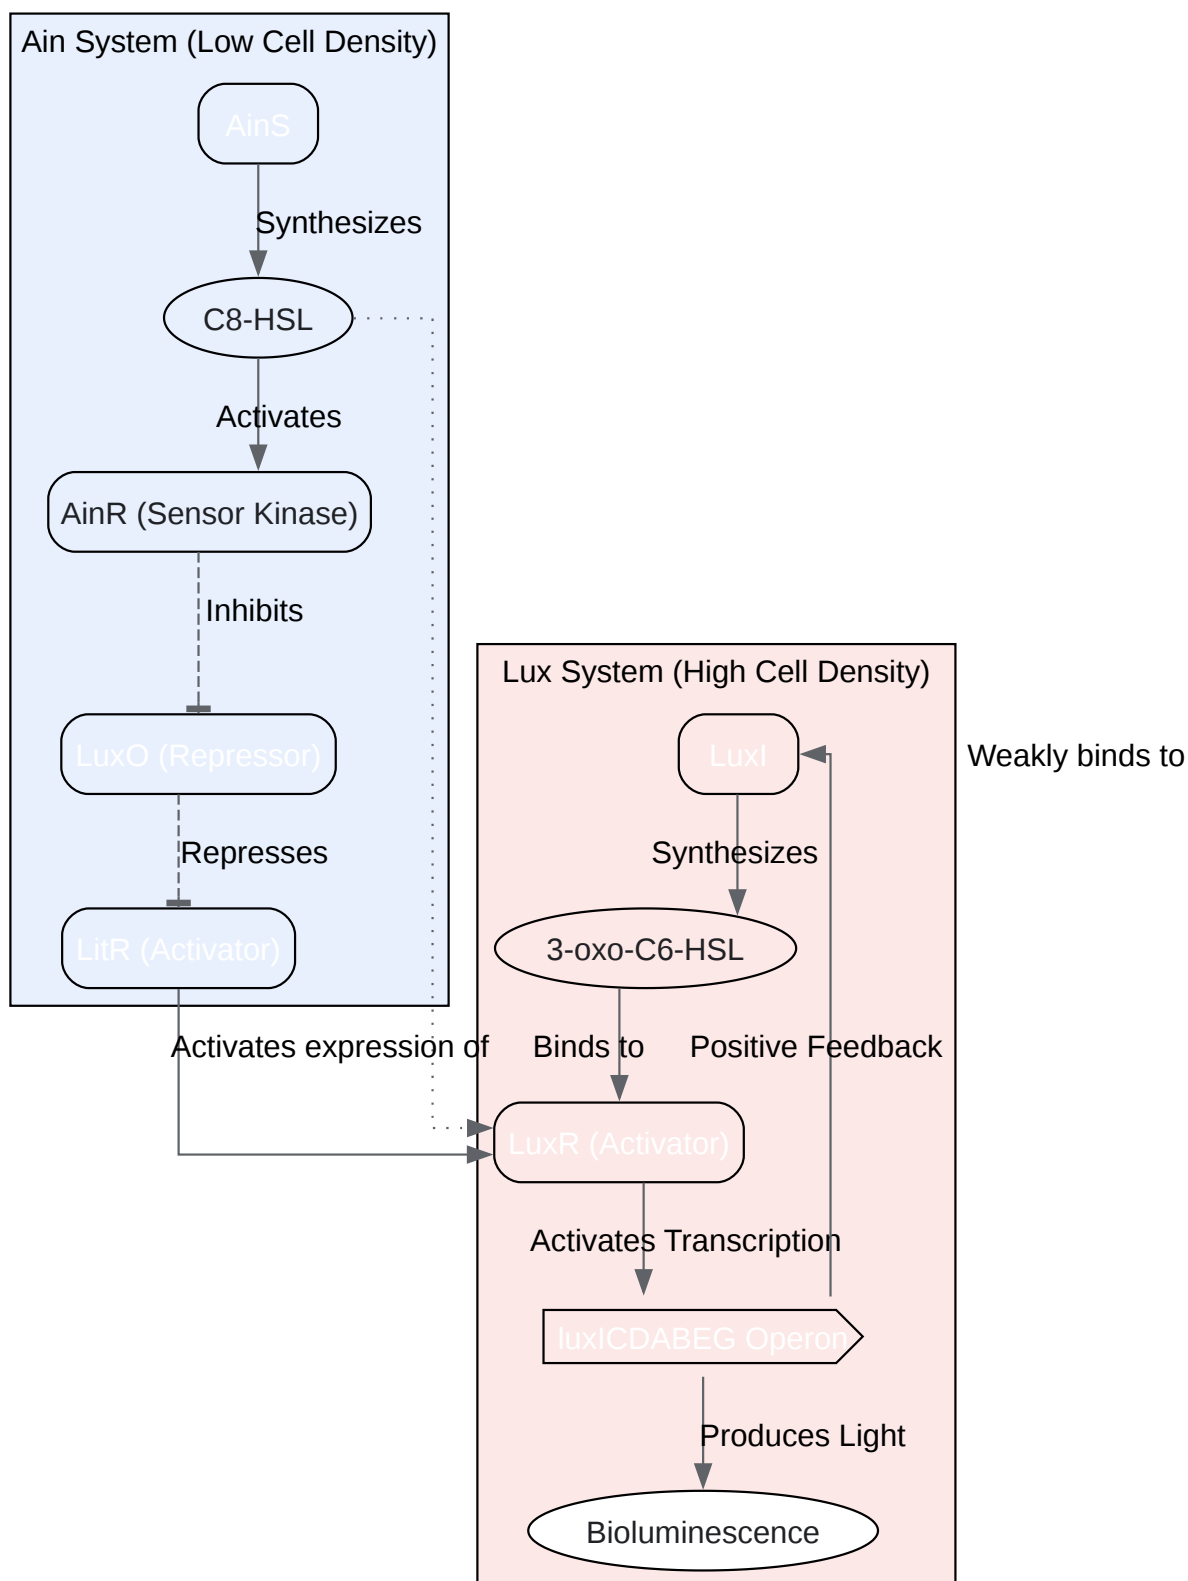 Ain System (Low Cell Density)
AinS
Synthesizes
C8-HSL
Activates
AinR (Sensor Kinase)
Inhibits
LuxO (Repressor)
Represses
LitR (Activator)
Activates expression of
Lux System (High Cell Density)
LuxI
Weakly binds to
Synthesizes
3-oxo-C6-HSL
Binds to
Positive Feedback
LuxR (Activator)
Activates Transcription
luxICDABEG Operon
Produces Light
Bioluminescence